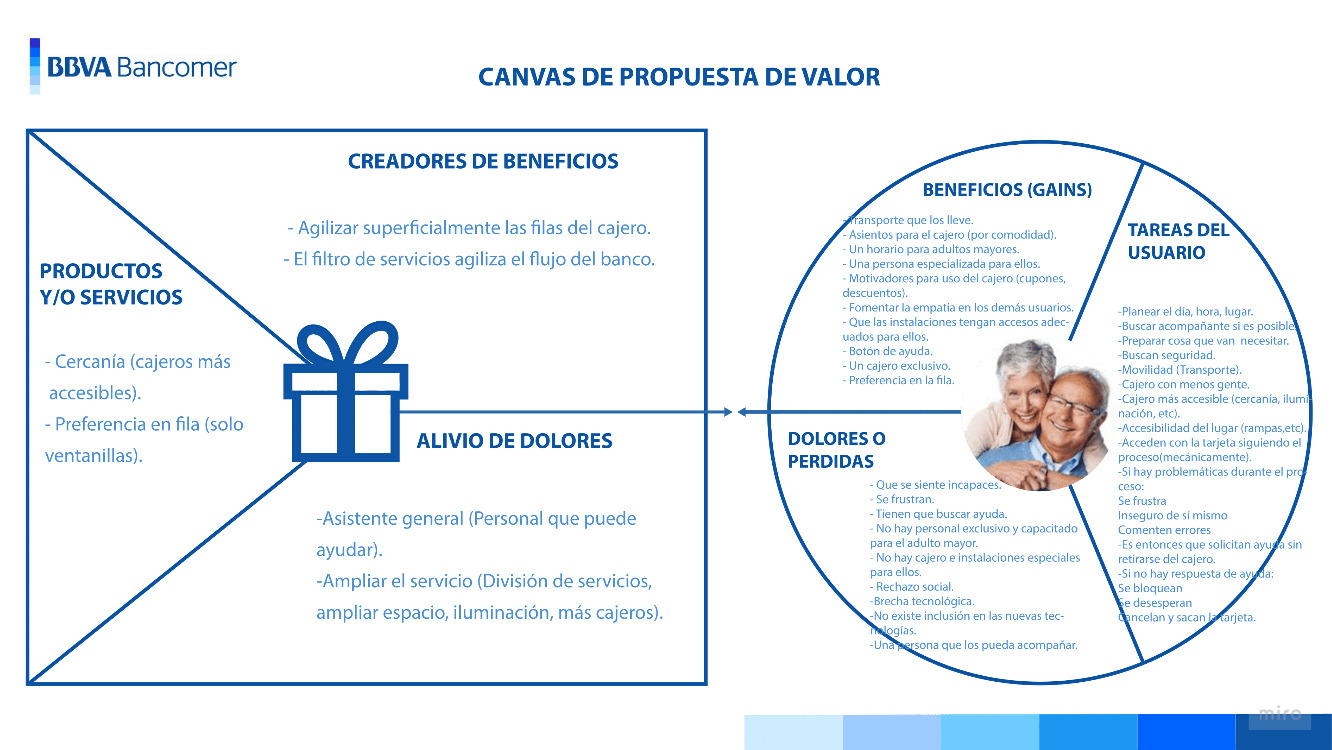 BBVA Bancomer
CANVAS DE PROPUESTA DE VALOR
CREADORES DE BENEFICIOS
- Agilizar superficialmente las filas del cajero.
- El filtro de servicios agiliza el flujo del banco.
PRODUCTOS
Y/O SERVICIOS
- Cercanía (cajeros más
accesibles).
- Preferencia en fila (solo
ventanillas).
ALIVIO DE DOLORES
-Asistente general (Personal que puede
ayudar).
-Ampliar el servicio (División de servicios,
ampliar espacio, iluminación, más cajeros).
BENEFICIOS (GAINS)
- Transporte que los lleve.
- Asientos para el cajero (por comodidad).
- Un horario para adultos mayores.
- Una persona especializada para ellos.
- Motivadores para uso del cajero (cupones,
descuentos).
- Fomentar la empatía en los demás usuarios.
- Que las instalaciones tengan accesos adec-
uados para ellos.
- Botón de ayuda.
- Un cajero exclusivo.
- Preferencia en la fila.
DOLORES O
PERDIDAS
- Que se siente incapaces.
- Se frustran.
- Tienen que buscar ayuda.
- No hay personal exclusivo y capacitado
para el adulto mayor.
- No hay cajero e instalaciones especiales
para ellos.
- Rechazo social.
-Brecha tecnológica.
-No existe inclusión en las nuevas tec-
nologías.
-Una persona que los pueda acompañar.
TAREAS DEL
USUARIO
-Planear el día, hora, lugar.
-Buscar acompañante si es posible.
-Preparar cosa que van necesitar.
-Buscan seguridad.
-Movilidad (Transporte).
-Cajero con menos gente.
-Cajero más accesible (cercanía, ilumi-
nación, etc).
-Accesibilidad del lugar (rampas,etc).
-Acceden con la tarjeta siguiendo el
proceso(mecánicamente).
-Si hay problemáticas durante el pro-
ceso:
Se frustra
Inseguro de sí mismo
Comenten errores
-Es entonces que solicitan ayuda sin
retirarse del cajero.
-Si no hay respuesta de ayuda:
Se bloquean
Se desesperan
Cancelan y sacan la tarjeta.
miro